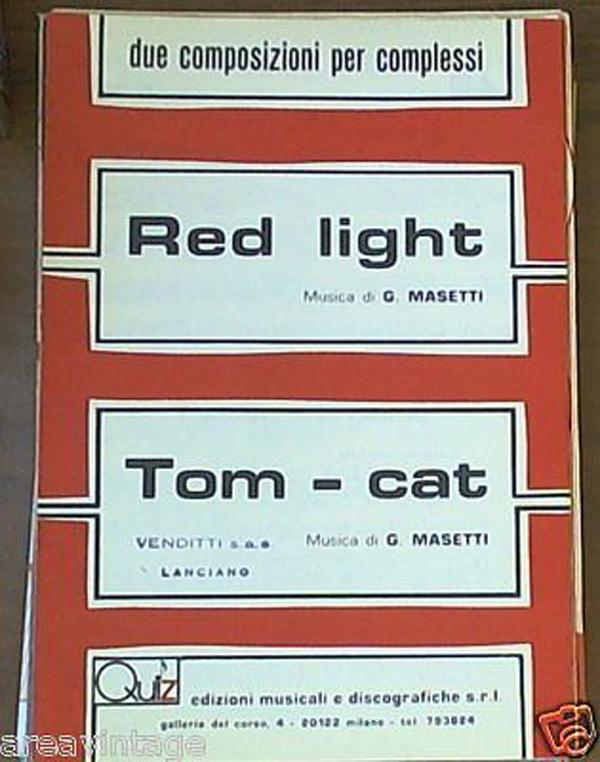 due composizioni per complessi
Red light
Musica di G. MASETTI
Tom - cat
VENDITTI s.a.s. Musica di G. MASETTI
LANCIANO
Quiz edizioni musicali e discografiche s.r.l.
galleria del corso, 4 - 20122 milano - tel. 793824
areavintage